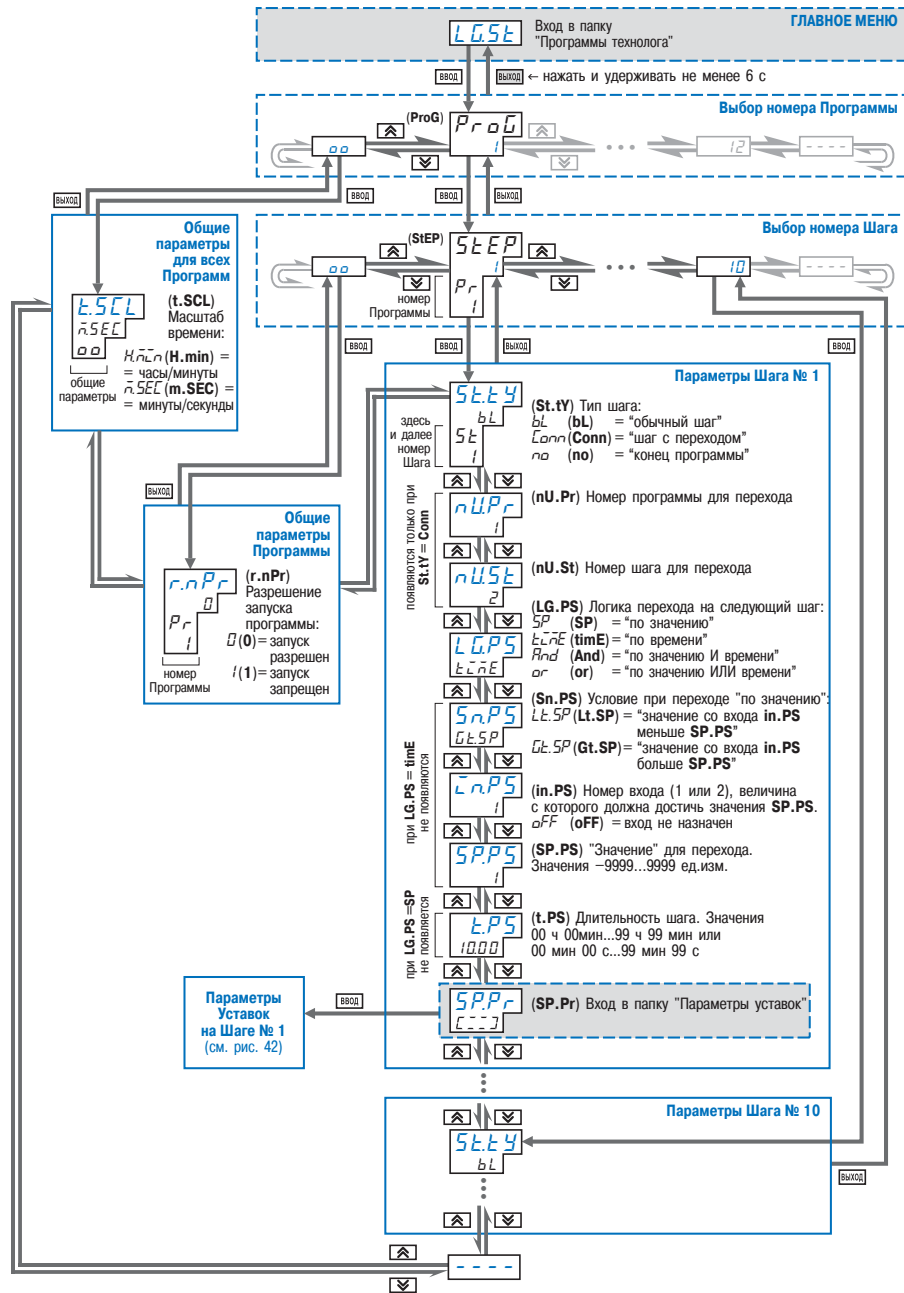 ГЛАВНОЕ МЕНЮ
LG.St
Вход в папку
"Программы технолога"
ВВОД
ВЫХОД ← нажать и удерживать не менее 6 с
Выбор номера Программы
(ProG)
ProG
1
oo
...
12
----
ВЫХОД
ВВОД
ВВОД
ВЫХОД
Выбор номера Шага
(StEP)
StEP
1
Pr
1
номер
Программы
oo
...
10
----
Общие
параметры
для всех
Программ
t.SCL
m.SEC
oo
общие
параметры
(t.SCL)
Масштаб
времени:
H.min (H.min) =
= часы/минуты
m.SEC (m.SEC) =
= минуты/секунды
ВВОД
ВВОД
ВЫХОД
ВВОД
ВЫХОД
Общие
параметры
Программы
r.nPr
0
Pr
1
номер
Программы
(r.nPr)
Разрешение
запуска
программы:
0 (0) = запуск
разрешен
1 (1) = запуск
запрещен
Параметры Шага № 1
St.tY
bL
St
1
здесь
и далее
номер
Шага
(St.tY) Тип шага:
bL (bL) = “обычный шаг”
Conn (Conn) = “шаг с переходом”
no (no) = “конец программы”
появляются только при
St.tY = Conn
nU.Pr
1
(nU.Pr) Номер программы для перехода
nU.St
2
(nU.St) Номер шага для перехода
LG.PS
timE
(LG.PS) Логика перехода на следующий шаг:
SP (SP) = “по значению”
timE (timE) = “по времени”
And (And) = “по значению И времени”
or (or) = “по значению ИЛИ времени”
при LG.PS = timE
не появляются
Sn.PS
Gt.SP
(Sn.PS) Условие при переходе "по значению":
Lt.SP (Lt.SP) = “значение со входа in.PS
меньше SP.PS”
Gt.SP (Gt.SP) = “значение со входа in.PS
больше SP.PS”
in.PS
1
(in.PS) Номер входа (1 или 2), величина
с которого должна достичь значения SP.PS.
oFF (oFF) = вход не назначен
SP.PS
1
(SP.PS) "Значение" для перехода.
Значения −9999...9999 ед.изм.
при LG.PS =SP
не появляется
t.PS
10.00
(t.PS) Длительность шага. Значения
00 ч 00мин...99 ч 99 мин или
00 мин 00 с...99 мин 99 с
SP.Pr
[---]
(SP.Pr) Вход в папку "Параметры уставок"
ВВОД
Параметры
Уставок
на Шаге № 1
(см. рис. 42)
Параметры Шага № 10
St.tY
bL
ВЫХОД
----